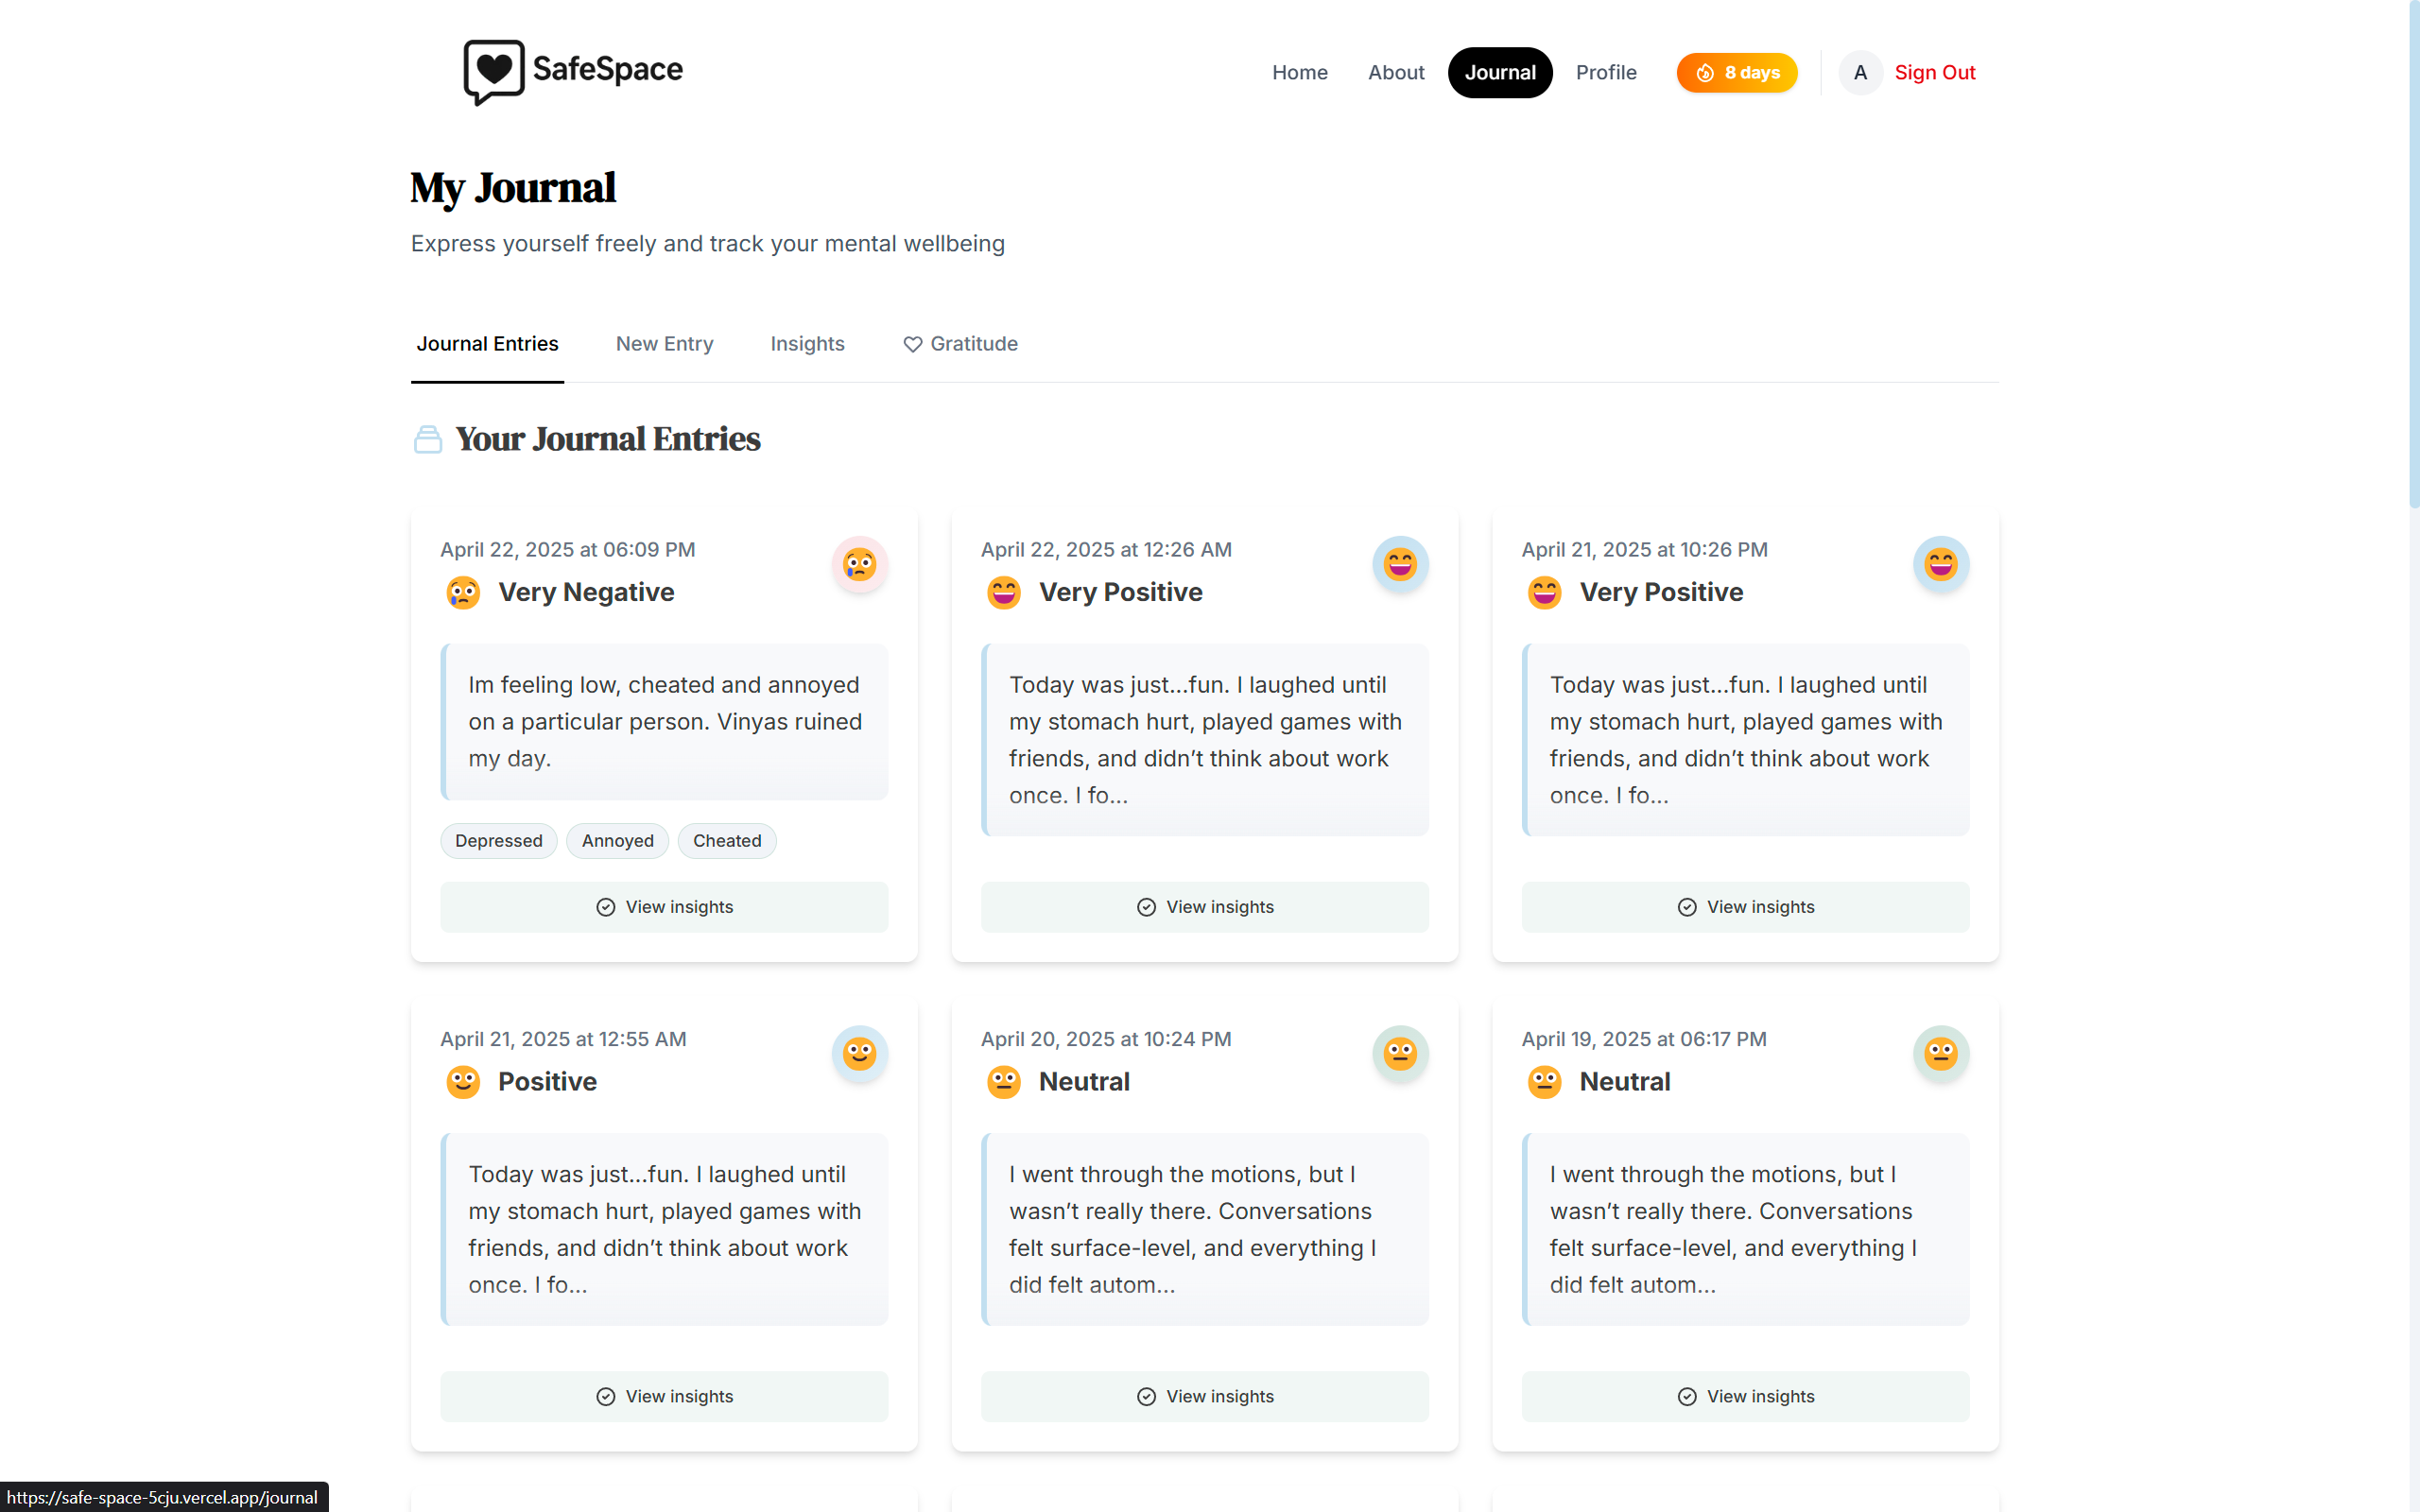 SafeSpace
Home
About
Journal
Profile
8 days
A
Sign Out
My Journal
Express yourself freely and track your mental wellbeing
Journal Entries
New Entry
Insights
Gratitude
Your Journal Entries
April 22, 2025 at 06:09 PM
Very Negative
Im feeling low, cheated and annoyed
on a particular person. Vinyas ruined
my day.
Depressed
Annoyed
Cheated
View insights
April 22, 2025 at 12:26 AM
Very Positive
Today was just...fun. I laughed until
my stomach hurt, played games with
friends, and didn’t think about work
once. I fo...
View insights
April 21, 2025 at 10:26 PM
Very Positive
Today was just...fun. I laughed until
my stomach hurt, played games with
friends, and didn’t think about work
once. I fo...
View insights
April 21, 2025 at 12:55 AM
Positive
Today was just...fun. I laughed until
my stomach hurt, played games with
friends, and didn’t think about work
once. I fo...
View insights
April 20, 2025 at 10:24 PM
Neutral
I went through the motions, but I
wasn’t really there. Conversations
felt surface-level, and everything I
did felt autom...
View insights
April 19, 2025 at 06:17 PM
Neutral
I went through the motions, but I
wasn’t really there. Conversations
felt surface-level, and everything I
did felt autom...
View insights
https://safe-space-5cju.vercel.app/journal